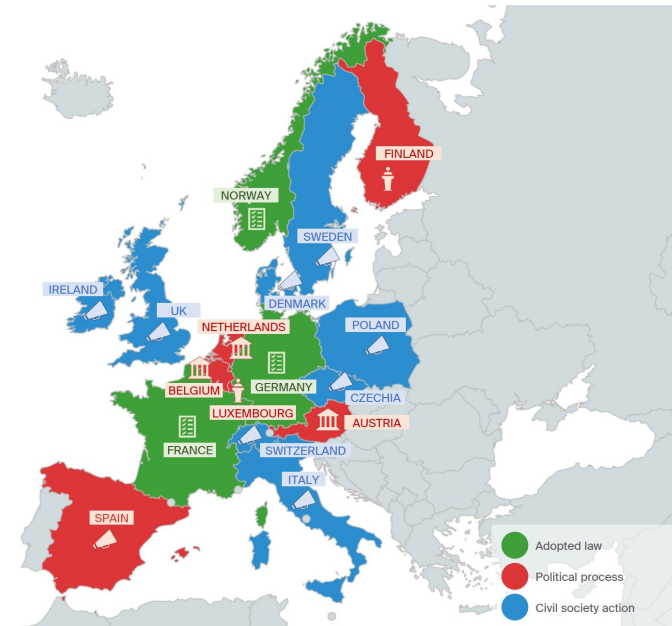 FINLAND
NORWAY
SWEDEN
IRELAND
DENMARK
UK
NETHERLANDS
POLAND
BELGIUM
GERMANY
CZECHIA
LUXEMBOURG
AUSTRIA
FRANCE
SWITZERLAND
ITALY
SPAIN
Adopted law
Political process
Civil society action